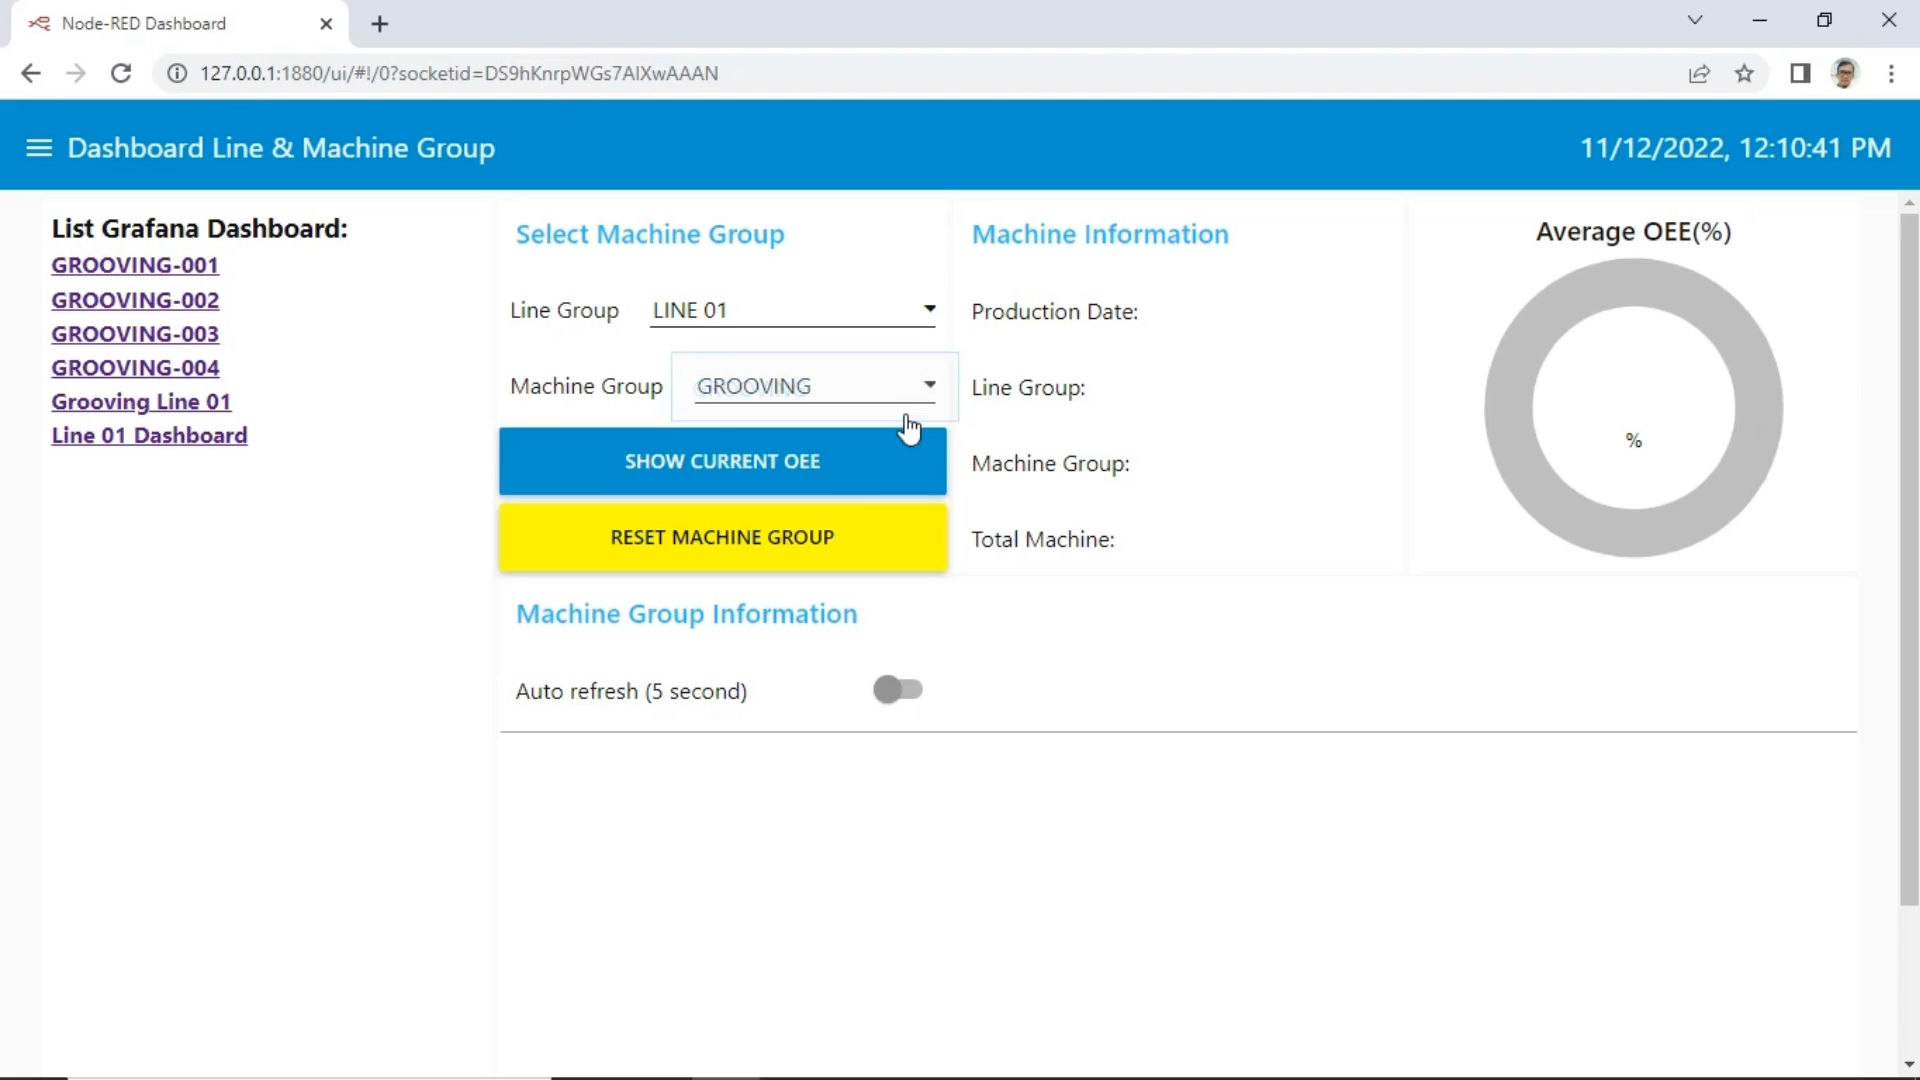 Node-RED Dashboard
127.0.0.1:1880/ui/#!/0?socketid=DS9hKnrpWGs7AIXwAAAN
Dashboard Line & Machine Group
11/12/2022, 12:10:41 PM
List Grafana Dashboard:
GROOVING-001
GROOVING-002
GROOVING-003
GROOVING-004
Grooving Line 01
Line 01 Dashboard
Select Machine Group
Line Group LINE 01
Machine Group GROOVING
SHOW CURRENT OEE
RESET MACHINE GROUP
Machine Information
Production Date:
Line Group:
Machine Group:
Total Machine:
Average OEE(%)
%
Machine Group Information
Auto refresh (5 second)